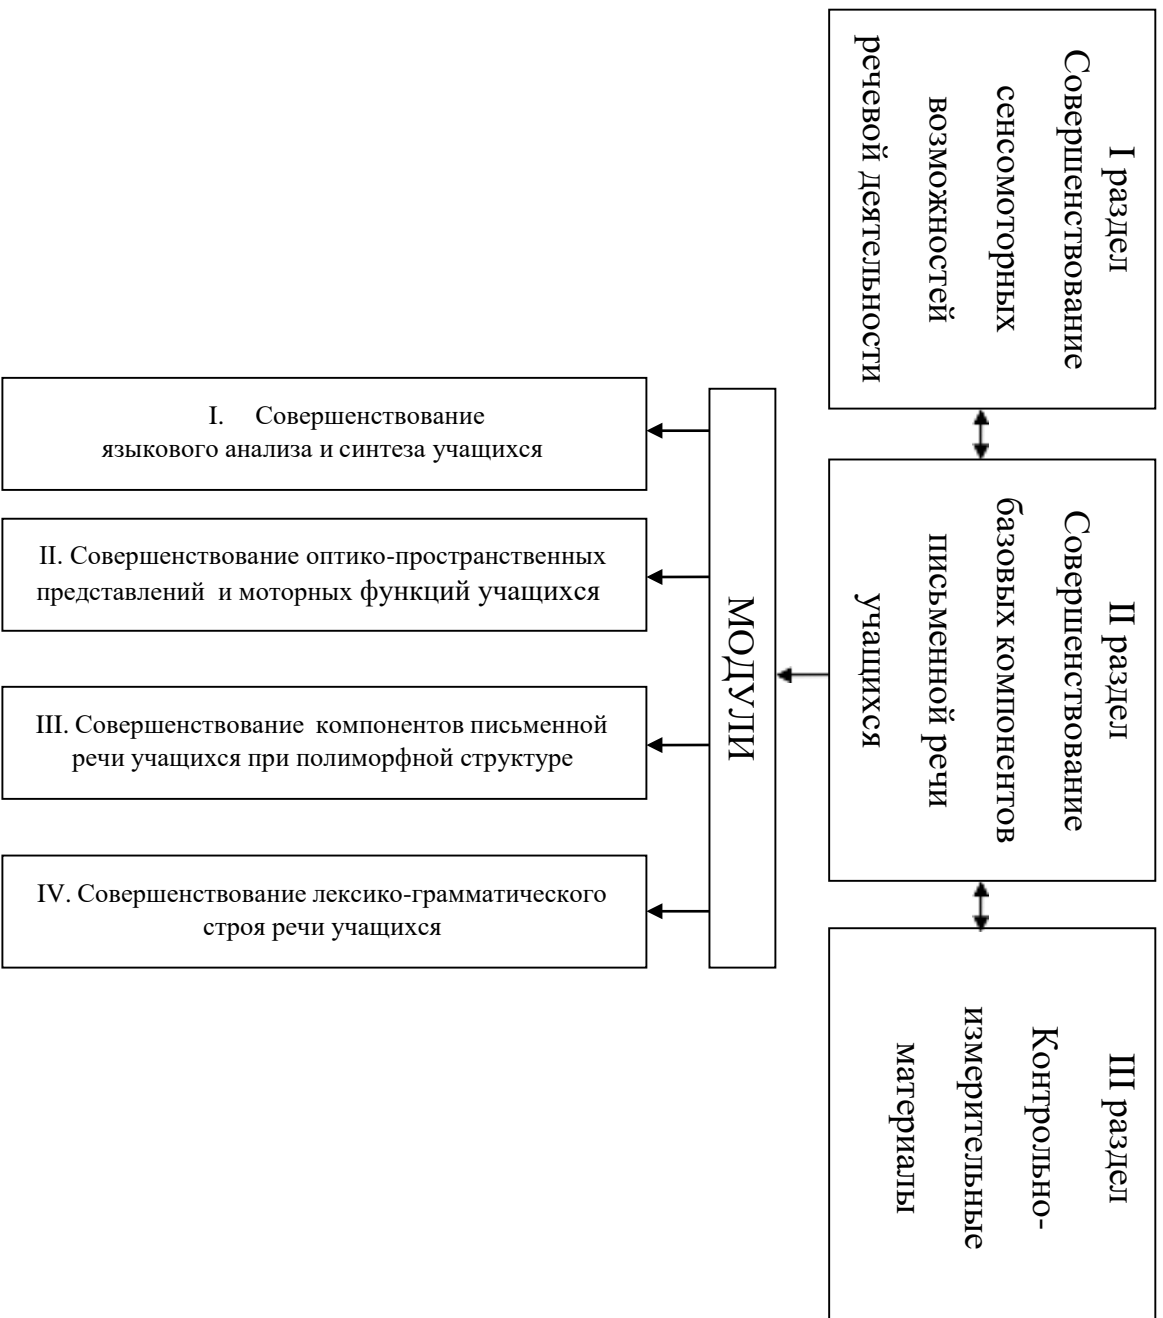 I раздел
Совершенствование
сенсомоторных
возможностей
речевой деятельности
II раздел
Совершенствование
базовых компонентов
письменной речи
учащихся
III раздел
Контрольно-
измерительные
материалы
МОДУЛИ
I. Совершенствование
языкового анализа и синтеза учащихся
II. Совершенствование оптико-пространственных
представлений и моторных функций учащихся
III. Совершенствование компонентов письменной
речи учащихся при полиморфной структуре
IV. Совершенствование лексико-грамматического
строя речи учащихся